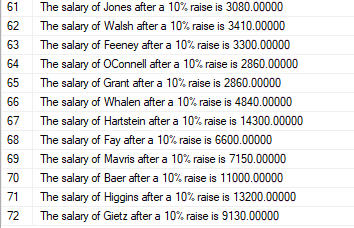 61 The salary of Jones after a 10% raise is 3080.00000
62 The salary of Walsh after a 10% raise is 3410.00000
63 The salary of Feeney after a 10% raise is 3300.00000
64 The salary of OConnell after a 10% raise is 2860.00000
65 The salary of Grant after a 10% raise is 2860.00000
66 The salary of Whalen after a 10% raise is 4840.00000
67 The salary of Hartstein after a 10% raise is 14300.00000
68 The salary of Fay after a 10% raise is 6600.00000
69 The salary of Mavris after a 10% raise is 7150.00000
70 The salary of Baer after a 10% raise is 11000.00000
71 The salary of Higgins after a 10% raise is 13200.00000
72 The salary of Gietz after a 10% raise is 9130.00000